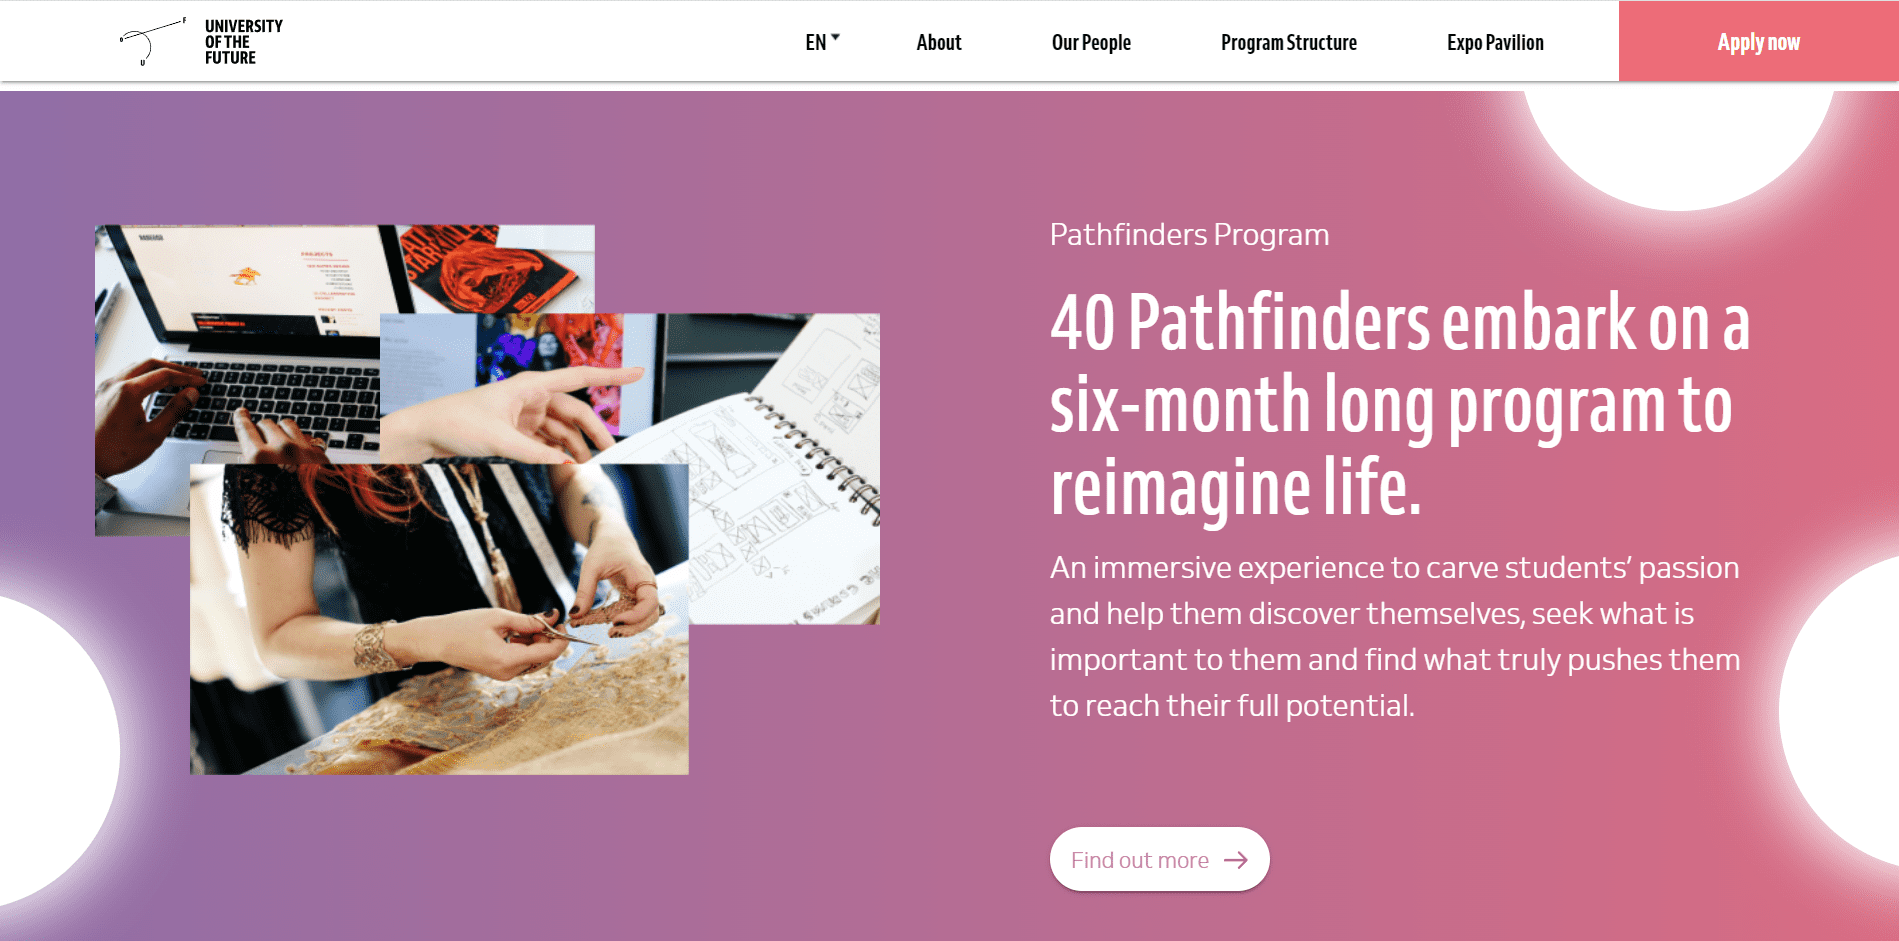 UNIVERSITY
OF THE
FUTURE
EN
About
Our People
Program Structure
Expo Pavilion
Apply now
PROJECTS
Pathfinders Program
40 Pathfinders embark on a
six-month long program to
reimagine life.
An immersive experience to carve students’ passion
and help them discover themselves, seek what is
important to them and find what truly pushes them
to reach their full potential.
Find out more